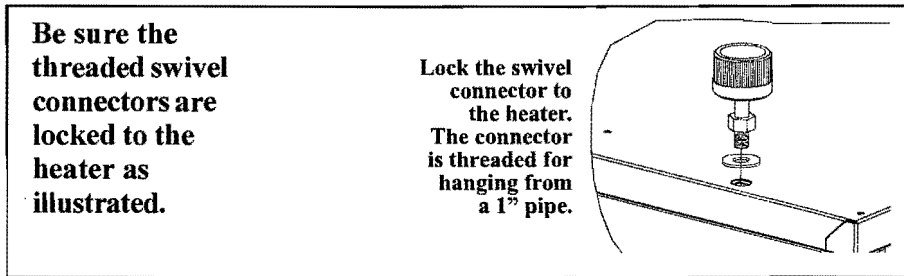 Be sure the
threaded swivel
connectors are
locked to the
heater as
illustrated.
Lock the swivel
connector to
the heater.
The connector
is threaded for
hanging from
a 1” pipe.